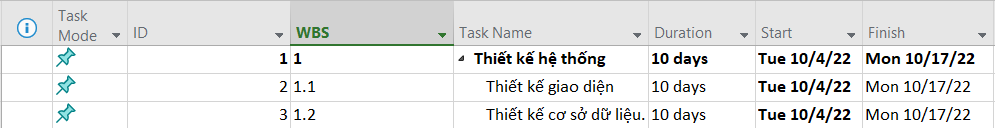 Task Mode ID WBS Task Name Duration Start Finish
1 1 Thiết kế hệ thống 10 days Tue 10/4/22 Mon 10/17/22
2 1.1 Thiết kế giao diện 10 days Tue 10/4/22 Mon 10/17/22
3 1.2 Thiết kế cơ sở dữ liệu. 10 days Tue 10/4/22 Mon 10/17/22